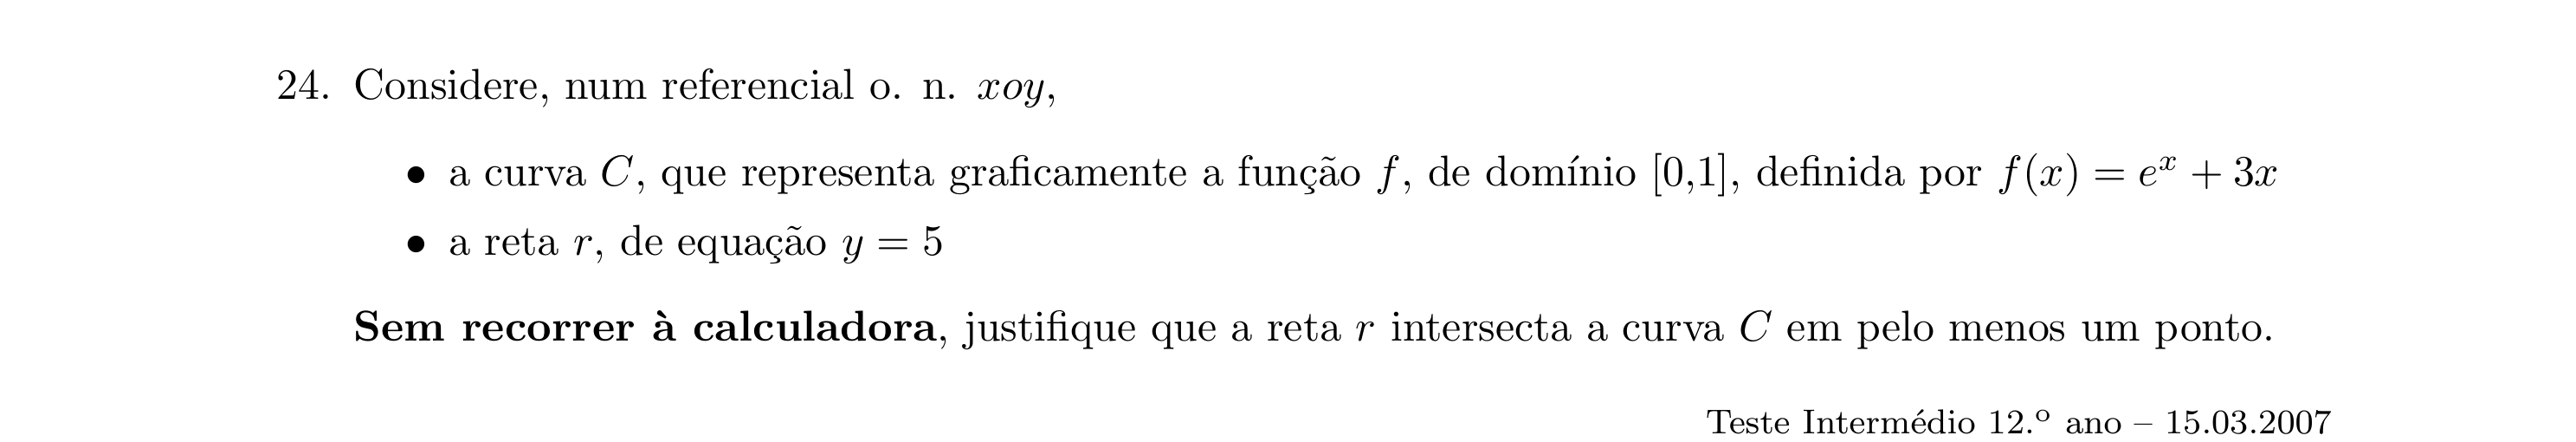 24. Considere, num referencial o. n. xoy,
• a curva C, que representa graficamente a função f, de domínio [0,1], definida por f(x) = eˣ + 3x
• a reta r, de equação y = 5
Sem recorrer à calculadora, justifique que a reta r intersecta a curva C em pelo menos um ponto.
Teste Intermédio 12.º ano – 15.03.2007